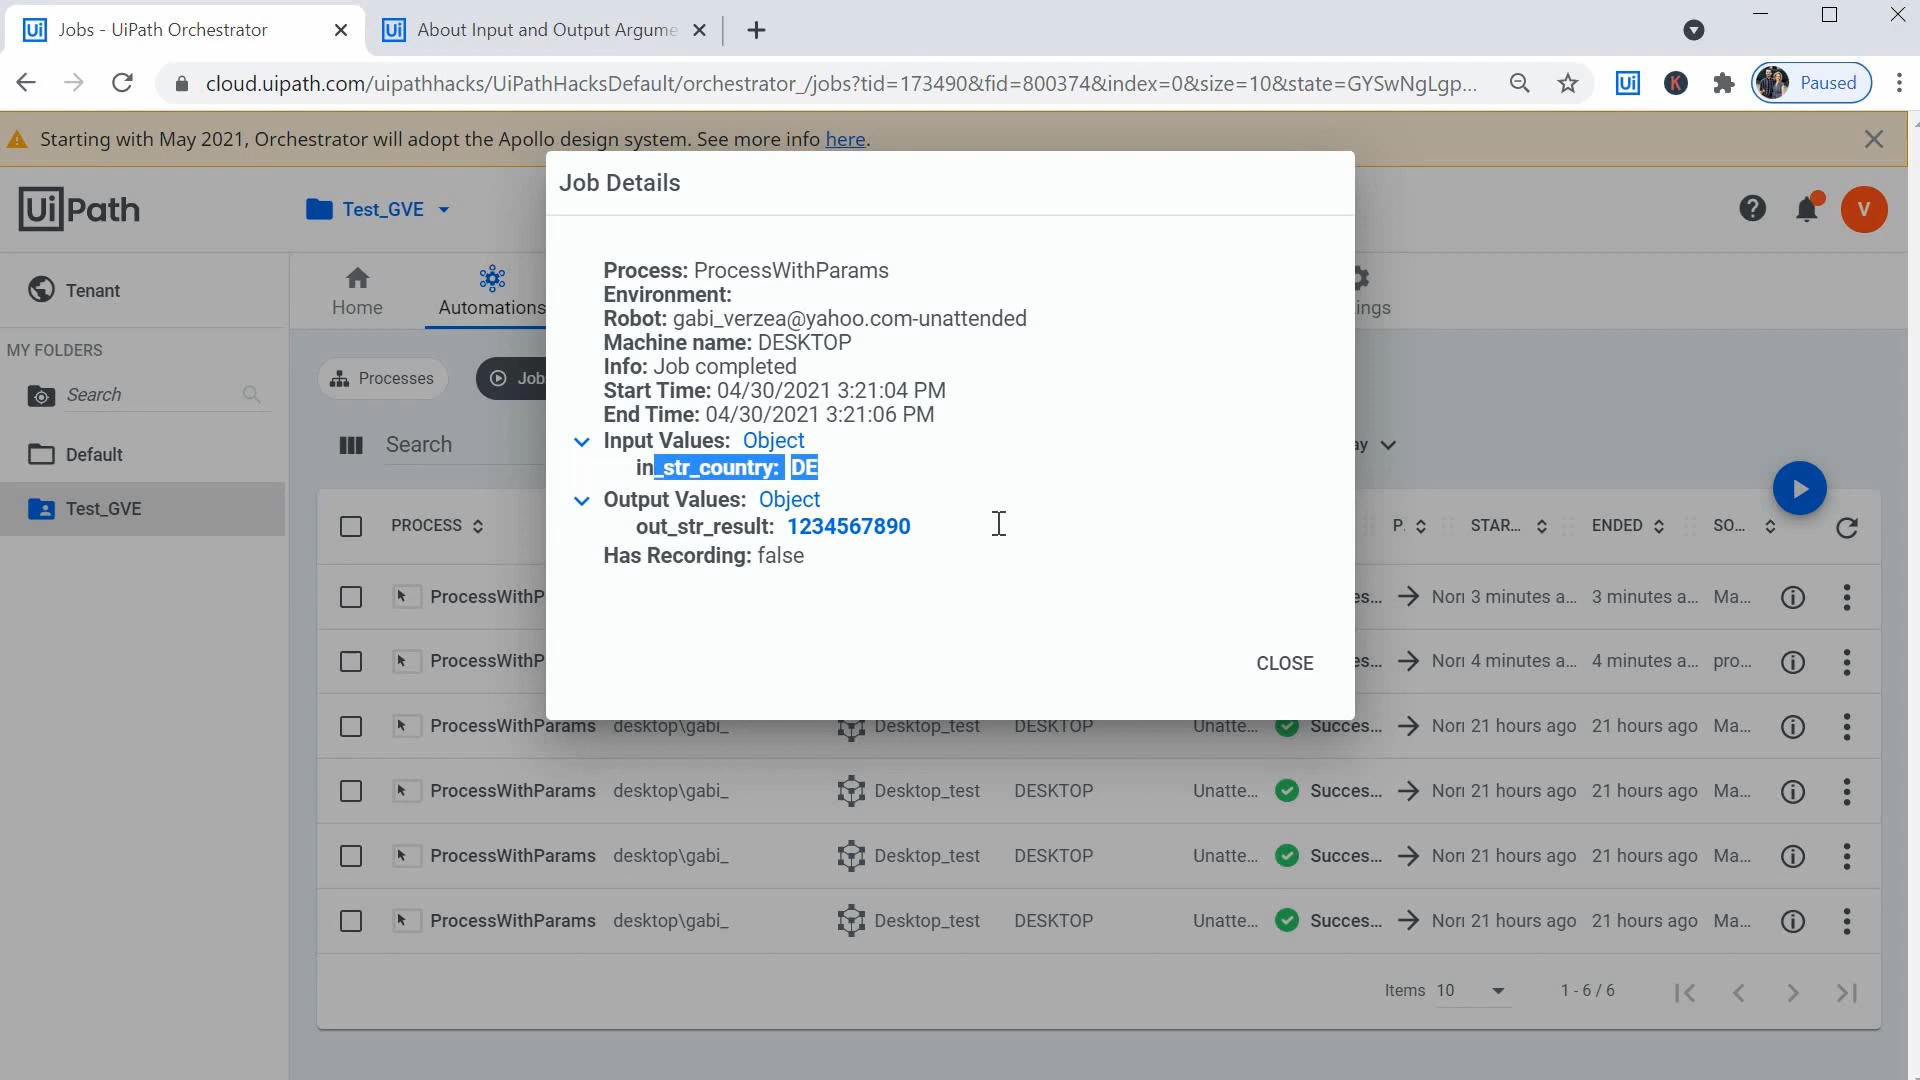 Jobs - UiPath Orchestrator
About Input and Output Argume
cloud.uipath.com/uipathhacks/UiPathHacksDefault/orchestrator_/jobs?tid=173490&fid=800374&index=0&size=10&state=GYSwNgLgp...
Paused
Starting with May 2021, Orchestrator will adopt the Apollo design system. See more info here.
UiPath
Test_GVE
V
Tenant
Home
Automations
ings
MY FOLDERS
Search
Default
Test_GVE
Processes
Job
Search
ay
Job Details
Process: ProcessWithParams
Environment:
Robot: gabi_verzea@yahoo.com-unattended
Machine name: DESKTOP
Info: Job completed
Start Time: 04/30/2021 3:21:04 PM
End Time: 04/30/2021 3:21:06 PM
Input Values: Object
in_str_country: DE
Output Values: Object
out_str_result: 1234567890
Has Recording: false
CLOSE
PROCESS P. STAR... ENDED SO...
ProcessWithP es... Nori 3 minutes a... 3 minutes a... Ma...
ProcessWithP es... Nori 4 minutes a... 4 minutes a... pro...
ProcessWithParams desktop\gabi_ Desktop_test DESKTOP Unatte... Succes... Nori 21 hours ago 21 hours ago Ma...
ProcessWithParams desktop\gabi_ Desktop_test DESKTOP Unatte... Succes... Nori 21 hours ago 21 hours ago Ma...
ProcessWithParams desktop\gabi_ Desktop_test DESKTOP Unatte... Succes... Nori 21 hours ago 21 hours ago Ma...
ProcessWithParams desktop\gabi_ Desktop_test DESKTOP Unatte... Succes... Nori 21 hours ago 21 hours ago Ma...
Items 10 1 - 6 / 6